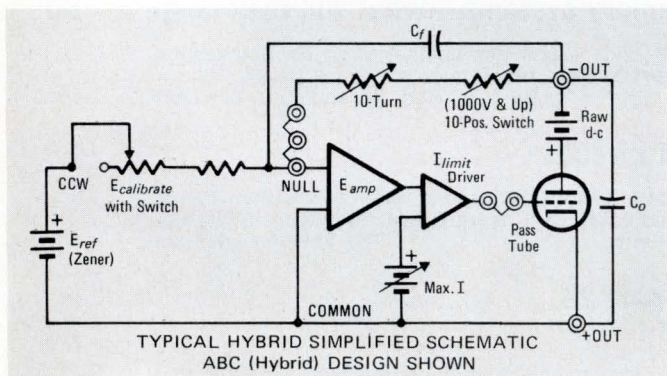 Cf
−OUT
10-Turn
(1000V & Up)
10-Pos. Switch
Raw
d-c
+
CCW
Ecalibrate
with Switch
NULL
Eamp
Ilimit
Driver
Pass
Tube
Co
+
Eref
(Zener)
+
Max. I
COMMON
+OUT
TYPICAL HYBRID SIMPLIFIED SCHEMATIC
ABC (Hybrid) DESIGN SHOWN